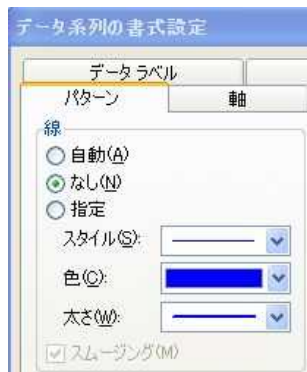 データ系列の書式設定
データ ラベル
パターン
軸
線
自動(A)
なし(N)
指定
スタイル(S):
色(C):
太さ(W):
スムージング(M)